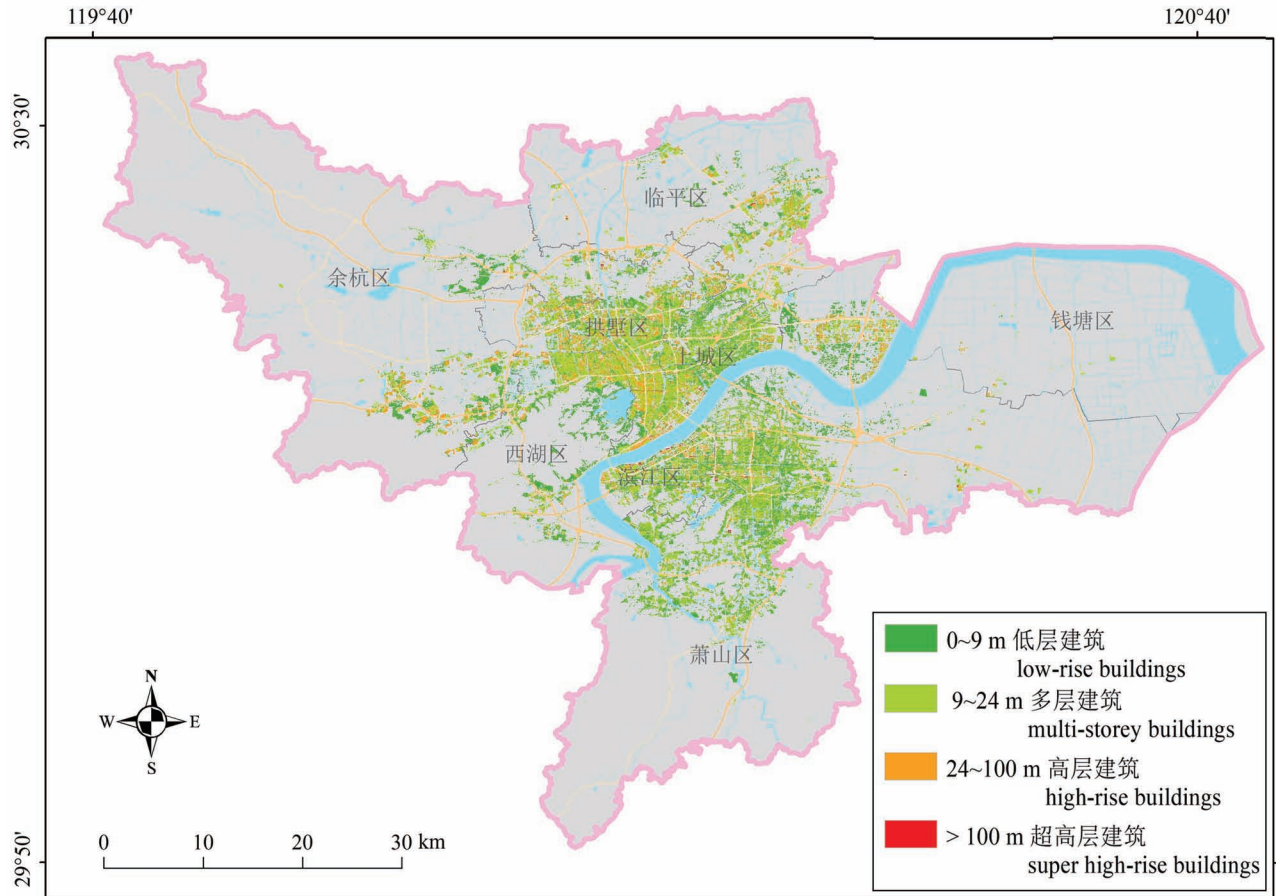 119°40'
120°40'
30°30'
29°50'
临平区
余杭区
钱塘区
拱墅区
上城区
西湖区
滨江区
萧山区
N
W E
S
0 10 20 30 km
0~9 m 低层建筑
low-rise buildings
9~24 m 多层建筑
multi-storey buildings
24~100 m 高层建筑
high-rise buildings
> 100 m 超高层建筑
super high-rise buildings